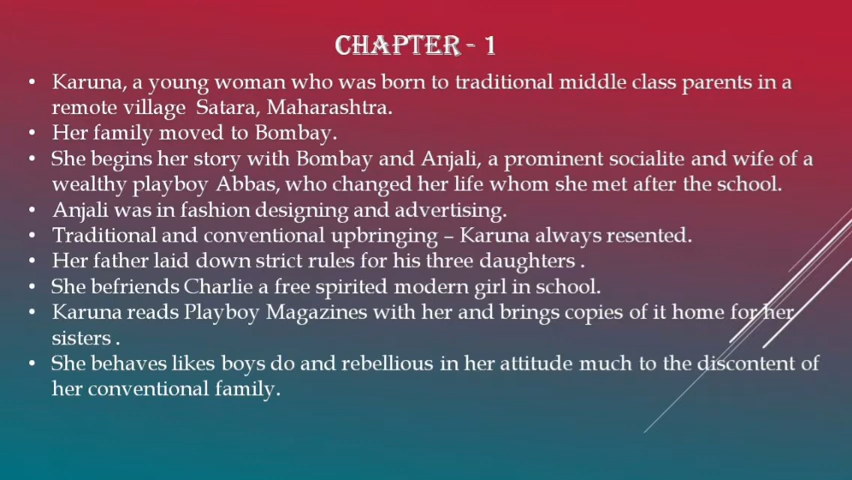 CHAPTER - 1
• Karuna, a young woman who was born to traditional middle class parents in a
remote village Satara, Maharashtra.
• Her family moved to Bombay.
• She begins her story with Bombay and Anjali, a prominent socialite and wife of a
wealthy playboy Abbas, who changed her life whom she met after the school.
• Anjali was in fashion designing and advertising.
• Traditional and conventional upbringing – Karuna always resented.
• Her father laid down strict rules for his three daughters .
• She befriends Charlie a free spirited modern girl in school.
• Karuna reads Playboy Magazines with her and brings copies of it home for her
sisters .
• She behaves likes boys do and rebellious in her attitude much to the discontent of
her conventional family.